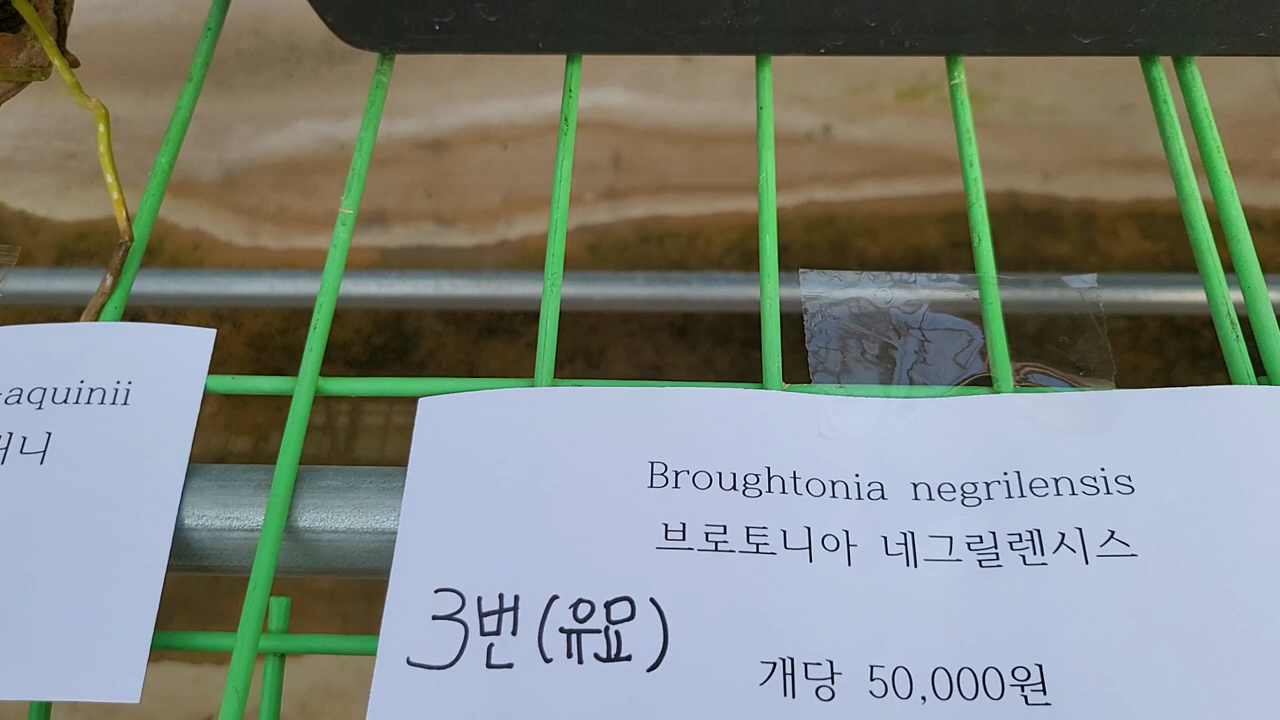 -aquinii
니
Broughtonia negrilensis
브로토니아 네그릴렌시스
3번(유묘)
개당 50,000원